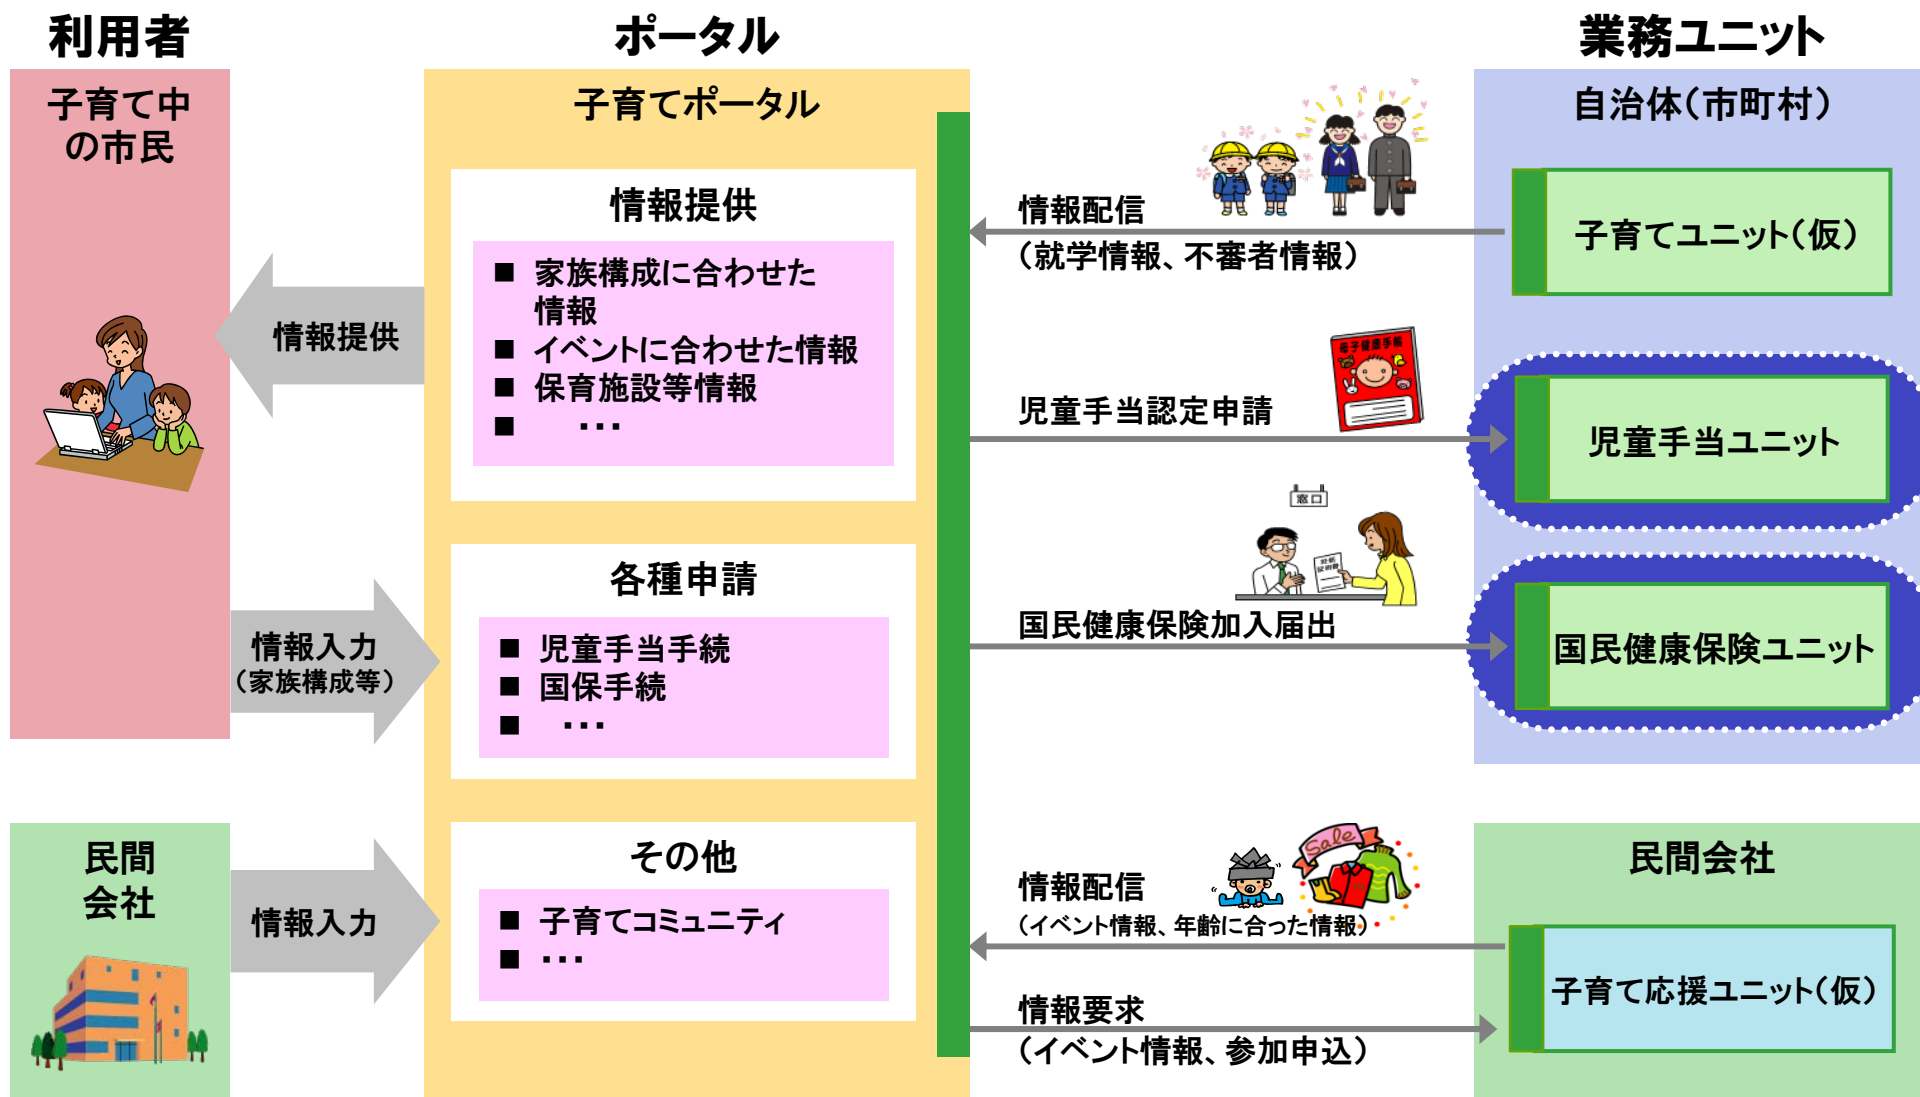 利用者
ポータル
業務ユニット
子育て中
の市民
情報提供
情報入力
（家族構成等）
民間
会社
情報入力
子育てポータル
情報提供
■ 家族構成に合わせた
情報
■ イベントに合わせた情報
■ 保育施設等情報
■ ・・・
各種申請
■ 児童手当手続
■ 国保手続
■ ・・・
その他
■ 子育てコミュニティ
■ ・・・
情報配信
（就学情報、不審者情報）
母子健康手帳
児童手当認定申請
窓口
国民健康保険加入届出
Sale
情報配信
（イベント情報、年齢に合った情報）
情報要求
（イベント情報、参加申込）
自治体（市町村）
子育てユニット（仮）
児童手当ユニット
国民健康保険ユニット
民間会社
子育て応援ユニット（仮）